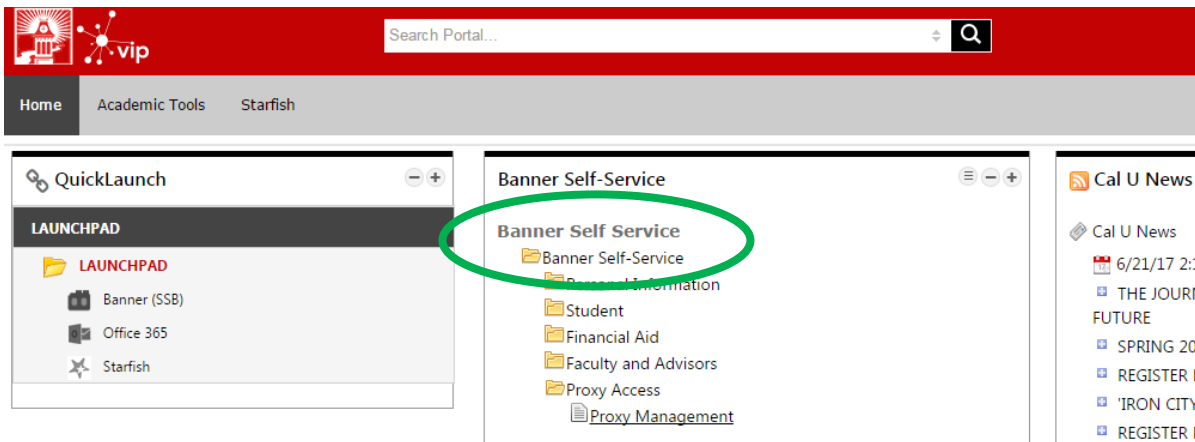 vip
Search Portal...
Home Academic Tools Starfish
QuickLaunch
LAUNCHPAD
LAUNCHPAD
Banner (SSB)
Office 365
Starfish
Banner Self-Service
Banner Self Service
Banner Self-Service
Personal Information
Student
Financial Aid
Faculty and Advisors
Proxy Access
Proxy Management
Cal U News
Cal U News
6/21/17 2:
THE JOUR
FUTURE
SPRING 20
REGISTER
'IRON CITY
REGISTER